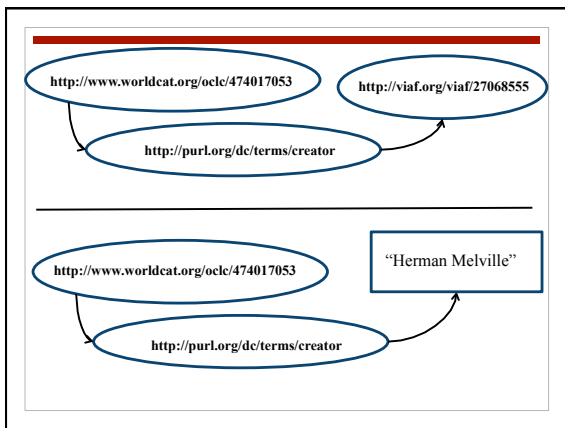 http://www.worldcat.org/oclc/474017053
http://viaf.org/viaf/27068555
http://purl.org/dc/terms/creator
http://www.worldcat.org/oclc/474017053
“Herman Melville”
http://purl.org/dc/terms/creator